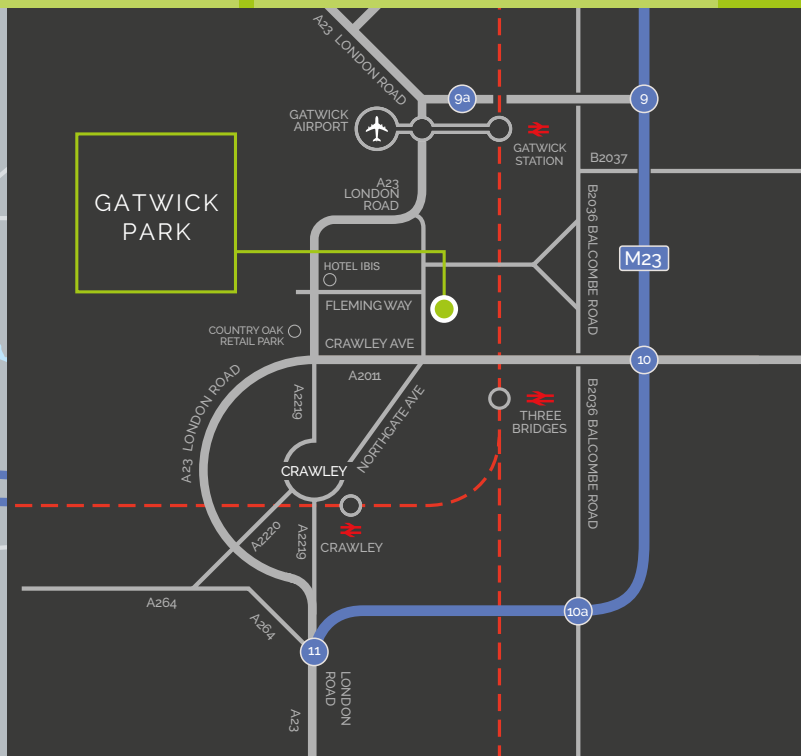 A23 LONDON ROAD
9a
9
GATWICK
AIRPORT
GATWICK
STATION
B2037
A23
LONDON
ROAD
GATWICK
PARK
B2036 BALCOMBE ROAD
M23
HOTEL IBIS
FLEMING WAY
COUNTRY OAK
RETAIL PARK
CRAWLEY AVE
10
A2011
A23 LONDON ROAD
A2219
NORTHGATE AVE
THREE
BRIDGES
B2036 BALCOMBE ROAD
CRAWLEY
A2220
A2219
CRAWLEY
A264
A264
10a
11
LONDON
ROAD
A23